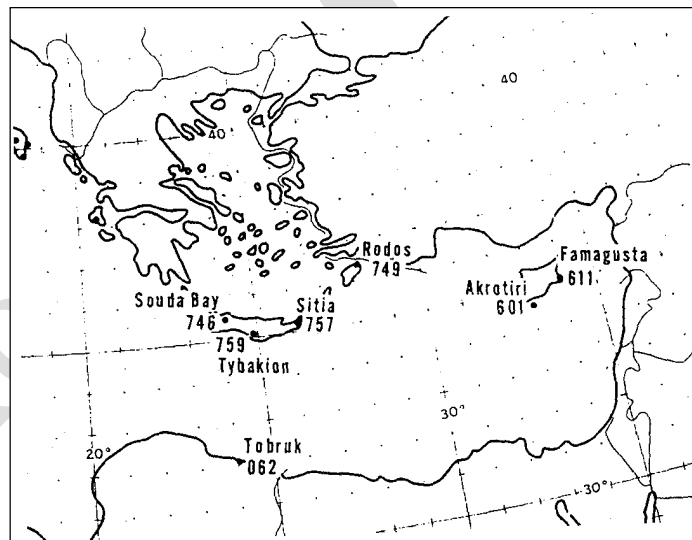 40
40
Rodos
749
Famagusta
611
Akrotiri
601
Souda Bay
746
Sitia
757
759
Tybakion
30°
20°
Tobruk
062
30°